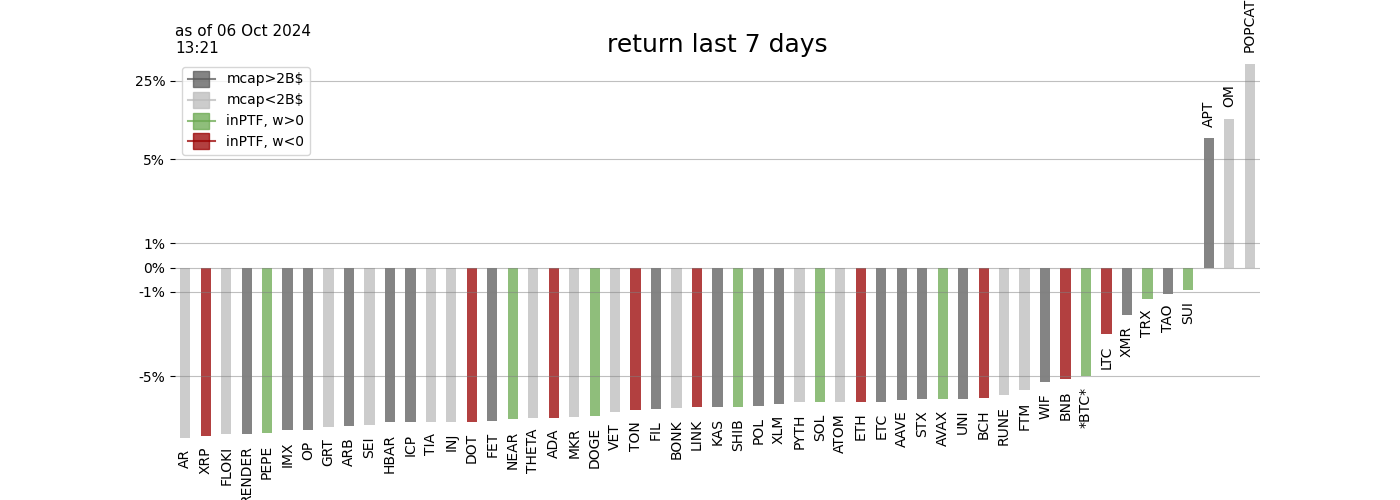 as of 06 Oct 2024
13:21
return last 7 days
mcap>2B$
mcap<2B$
inPTF, w>0
inPTF, w<0
25%
5%
1%
0%
-1%
-5%
AR
XRP
FLOKI
RENDER
PEPE
IMX
OP
GRT
ARB
SEI
HBAR
ICP
TIA
INJ
DOT
FET
NEAR
THETA
ADA
MKR
DOGE
VET
TON
FIL
BONK
LINK
KAS
SHIB
POL
XLM
PYTH
SOL
ATOM
ETH
ETC
AAVE
STX
AVAX
UNI
BCH
RUNE
FTM
WIF
BNB
*BTC*
LTC
XMR
TRX
TAO
SUI
APT
OM
POPCAT